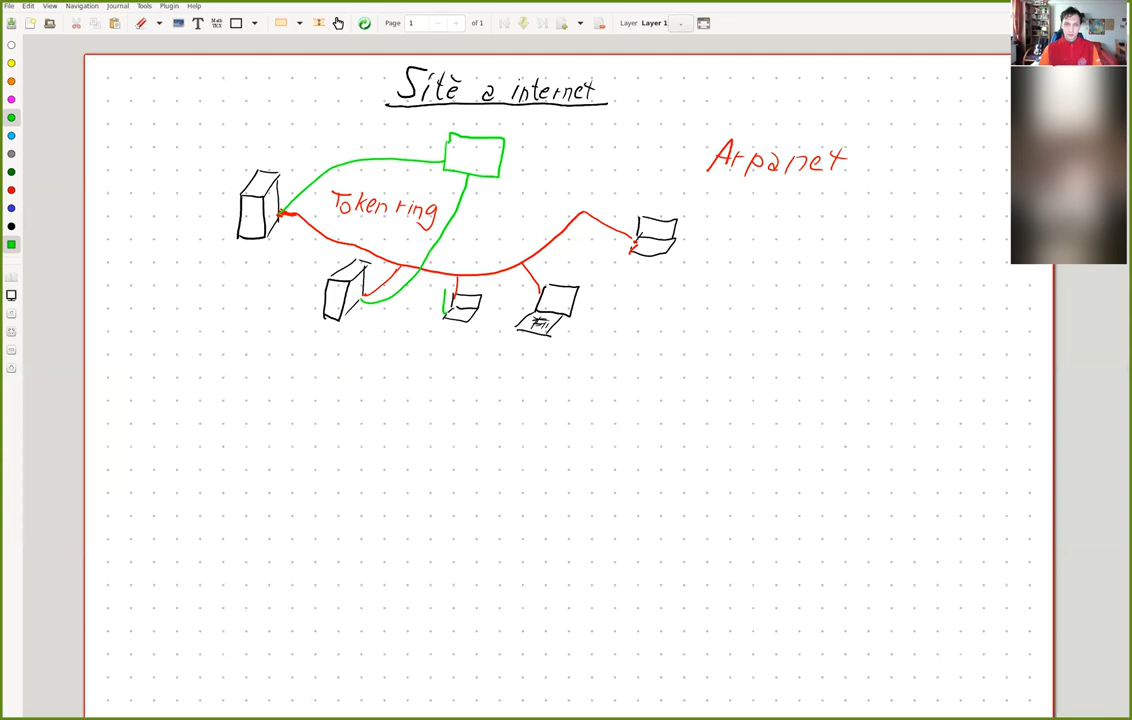 File Edit View Navigation Journal Tools Plugin Help
Page 1 of 1 Layer Layer 1
Sítě a internet
Arpanet
Token ring